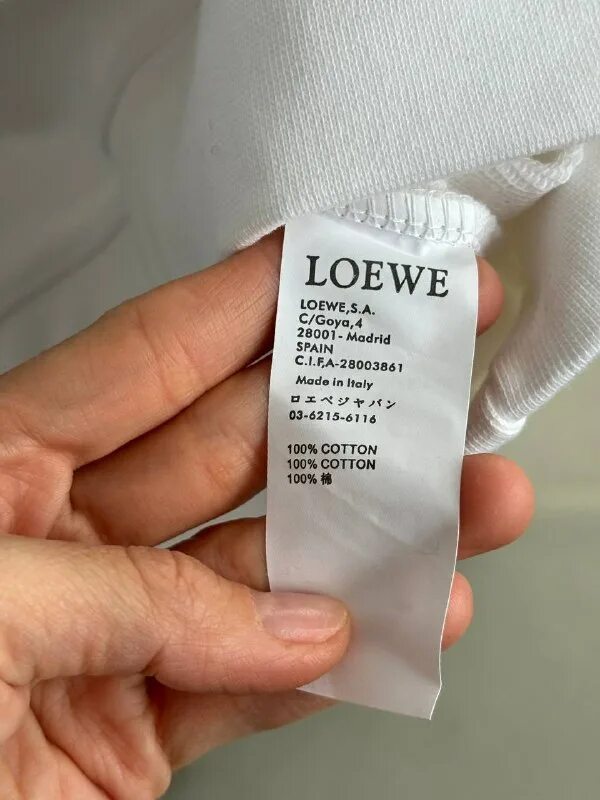 LOEWE
LOEWE,S.A.
C/Goya,4
28001- Madrid
SPAIN
C.I.F,A-28003861
Made in Italy
ロエベジャパン
03-6215-6116
100% COTTON
100% COTTON
100% 棉